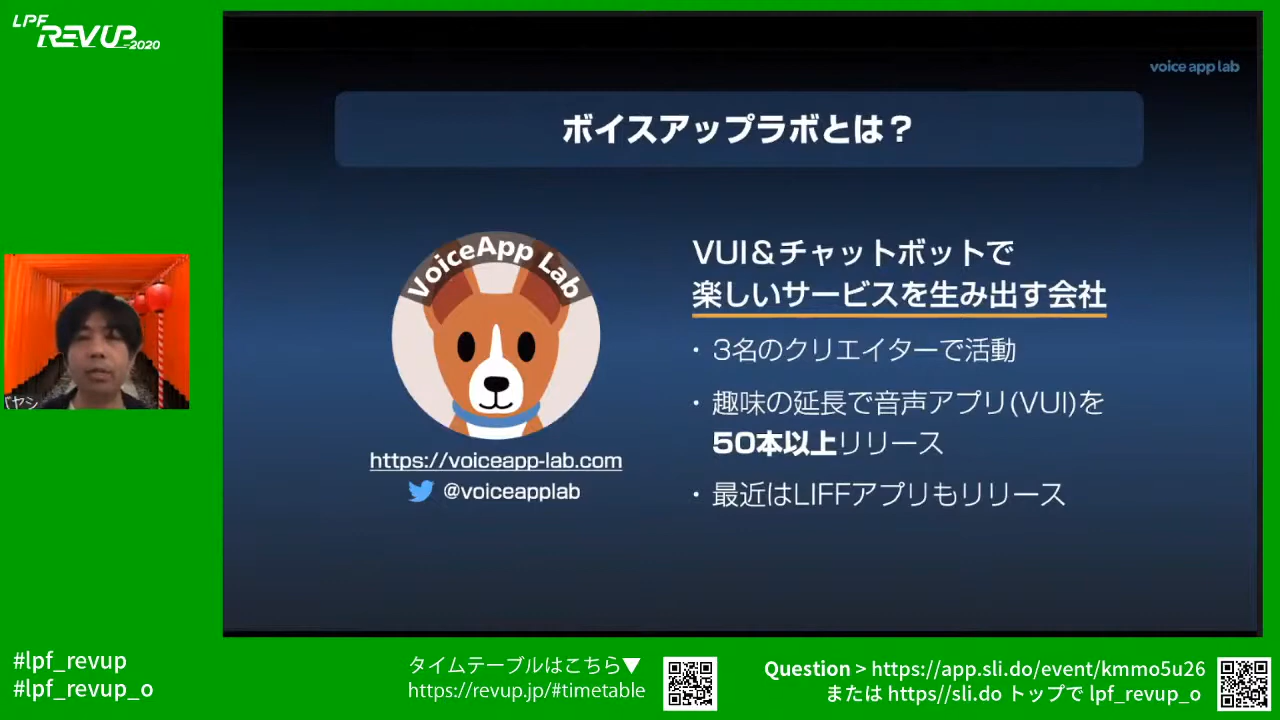 LPF
REV UP 2020
voice app lab
ボイスアップラボとは？
VoiceApp Lab
https://voiceapp-lab.com
@voiceapplab
VUI＆チャットボットで
楽しいサービスを生み出す会社
・3名のクリエイターで活動
・趣味の延長で音声アプリ(VUI)を
50本以上リリース
・最近はLIFFアプリもリリース
バヤシ
#lpf_revup
#lpf_revup_o
タイムテーブルはこちら▼
https://revup.jp/#timetable
Question > https://app.sli.do/event/kmmo5u26
または https//sli.do トップで lpf_revup_o